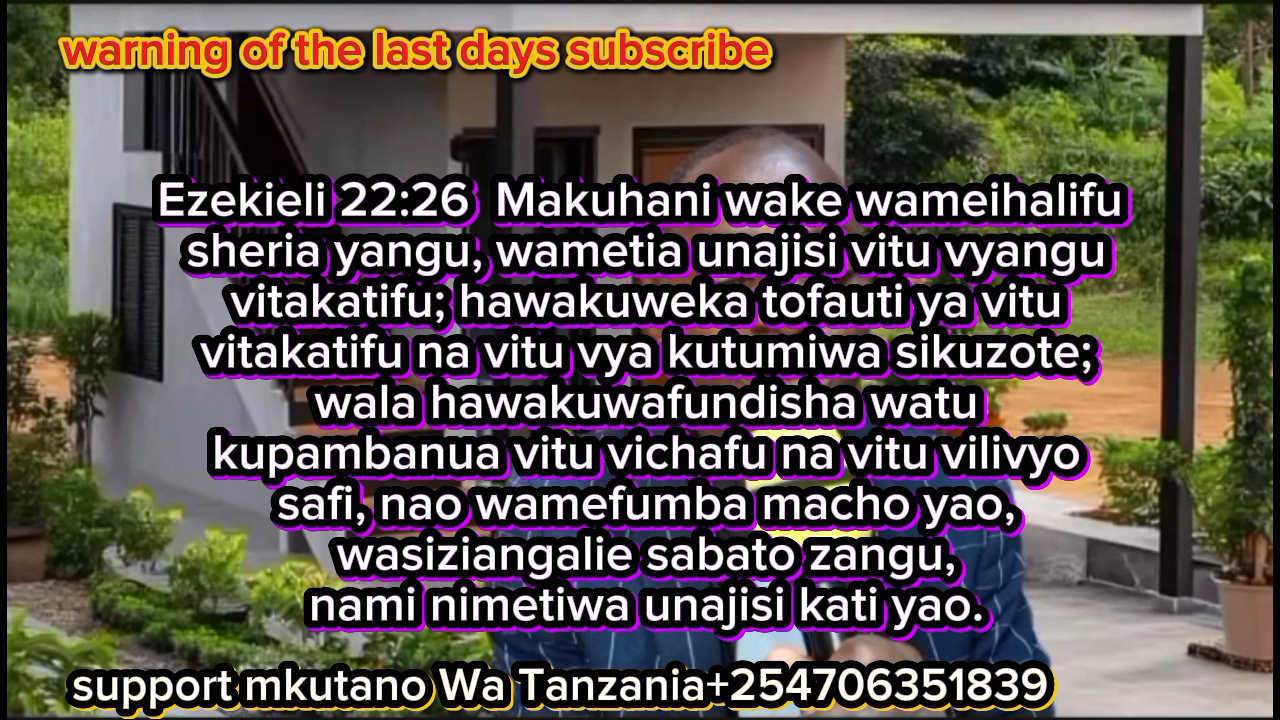 warning of the last days subscribe
Ezekieli 22:26 Makuhani wake wameihalifu
sheria yangu, wametia unajisi vitu vyangu
vitakatifu; hawakuweka tofauti ya vitu
vitakatifu na vitu vya kutumiwa sikuzote;
wala hawakuwafundisha watu
kupambanua vitu vichafu na vitu vilivyo
safi, nao wamefumba macho yao,
wasiziangalie sabato zangu,
nami nimetiwa unajisi kati yao.
support mkutano Wa Tanzania+254706351839